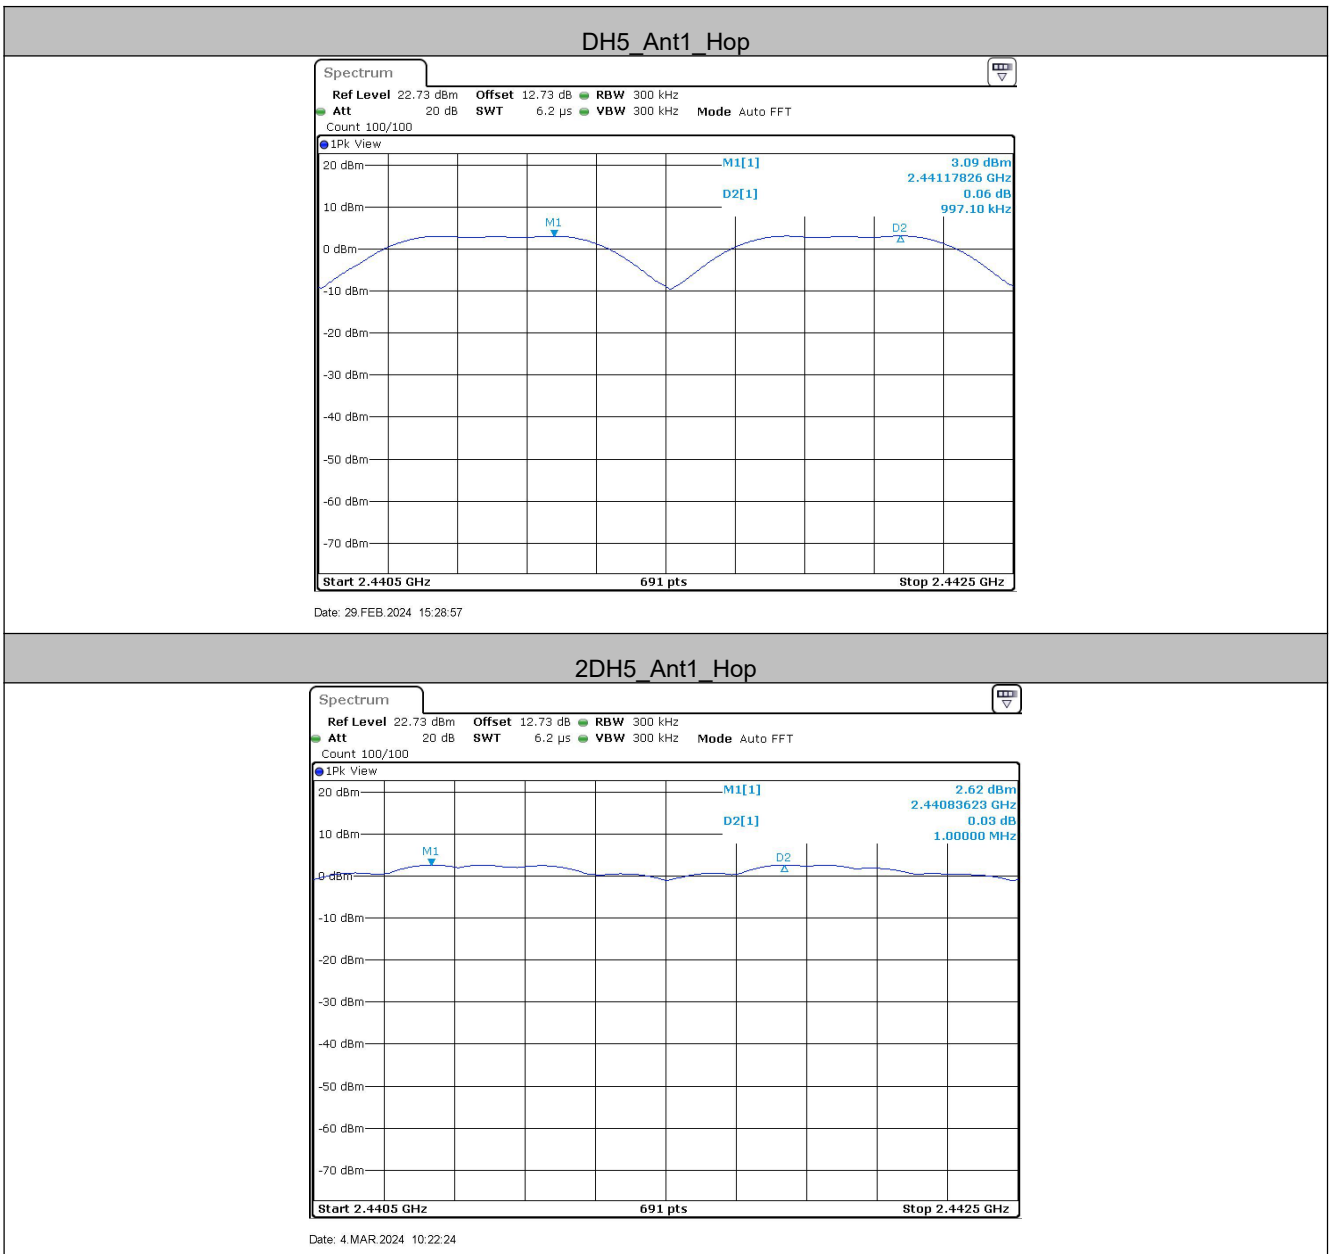 DH5_Ant1_Hop
Spectrum
Ref Level 22.73 dBm Offset 12.73 dB RBW 300 kHz
Att 20 dB SWT 6.2 µs VBW 300 kHz Mode Auto FFT
Count 100/100
1Pk View
M1[1] 3.09 dBm
2.44117826 GHz
D2[1] 0.06 dB
997.10 kHz
20 dBm
10 dBm
M1
D2
0 dBm
-10 dBm
-20 dBm
-30 dBm
-40 dBm
-50 dBm
-60 dBm
-70 dBm
Start 2.4405 GHz 691 pts Stop 2.4425 GHz
Date: 29.FEB.2024 15:28:57
2DH5_Ant1_Hop
Spectrum
Ref Level 22.73 dBm Offset 12.73 dB RBW 300 kHz
Att 20 dB SWT 6.2 µs VBW 300 kHz Mode Auto FFT
Count 100/100
1Pk View
M1[1] 2.62 dBm
2.44083623 GHz
D2[1] 0.03 dB
1.00000 MHz
20 dBm
10 dBm
M1
D2
0 dBm
-10 dBm
-20 dBm
-30 dBm
-40 dBm
-50 dBm
-60 dBm
-70 dBm
Start 2.4405 GHz 691 pts Stop 2.4425 GHz
Date: 4.MAR.2024 10:22:24